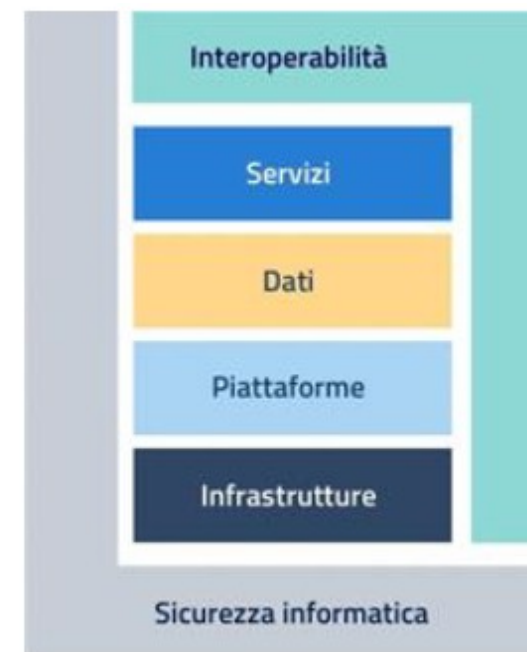 Interoperabilità
Servizi
Dati
Piattaforme
Infrastrutture
Sicurezza informatica